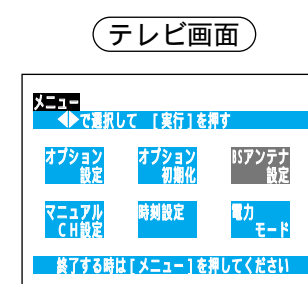 テレビ画面
メニュー
◀▶で選択して [実行]を押す
オプション
設定
オプション
初期化
BSアンテナ
設定
マニュアル
CH設定
時刻設定
電力
モード
終了する時は[メニュー]を押してください